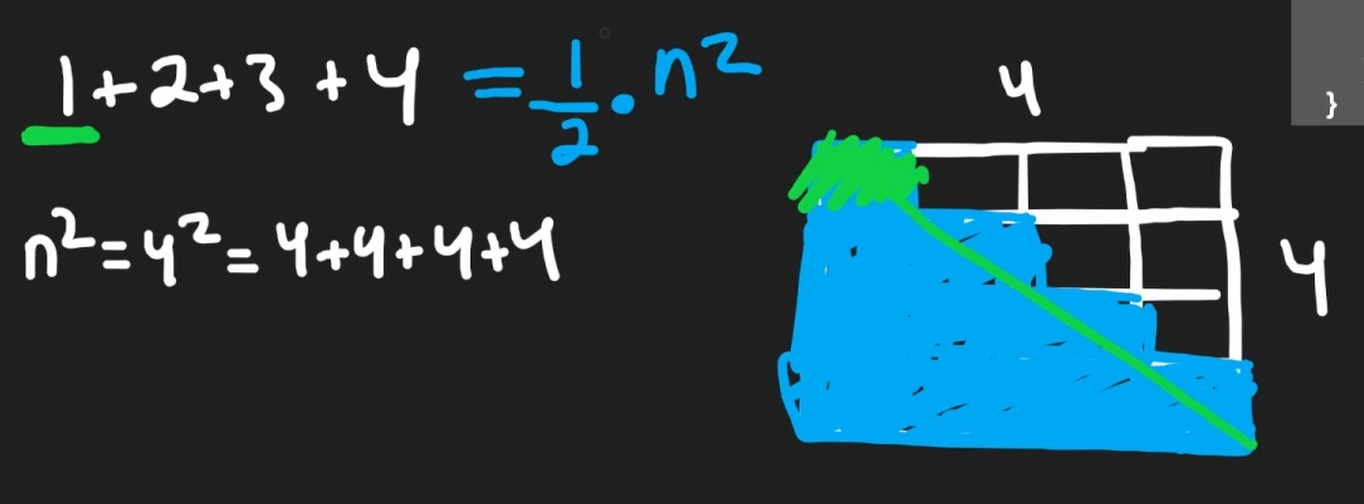 1+2+3+4 = 1/2 · n²
n²=4²=4+4+4+4
4
4
}